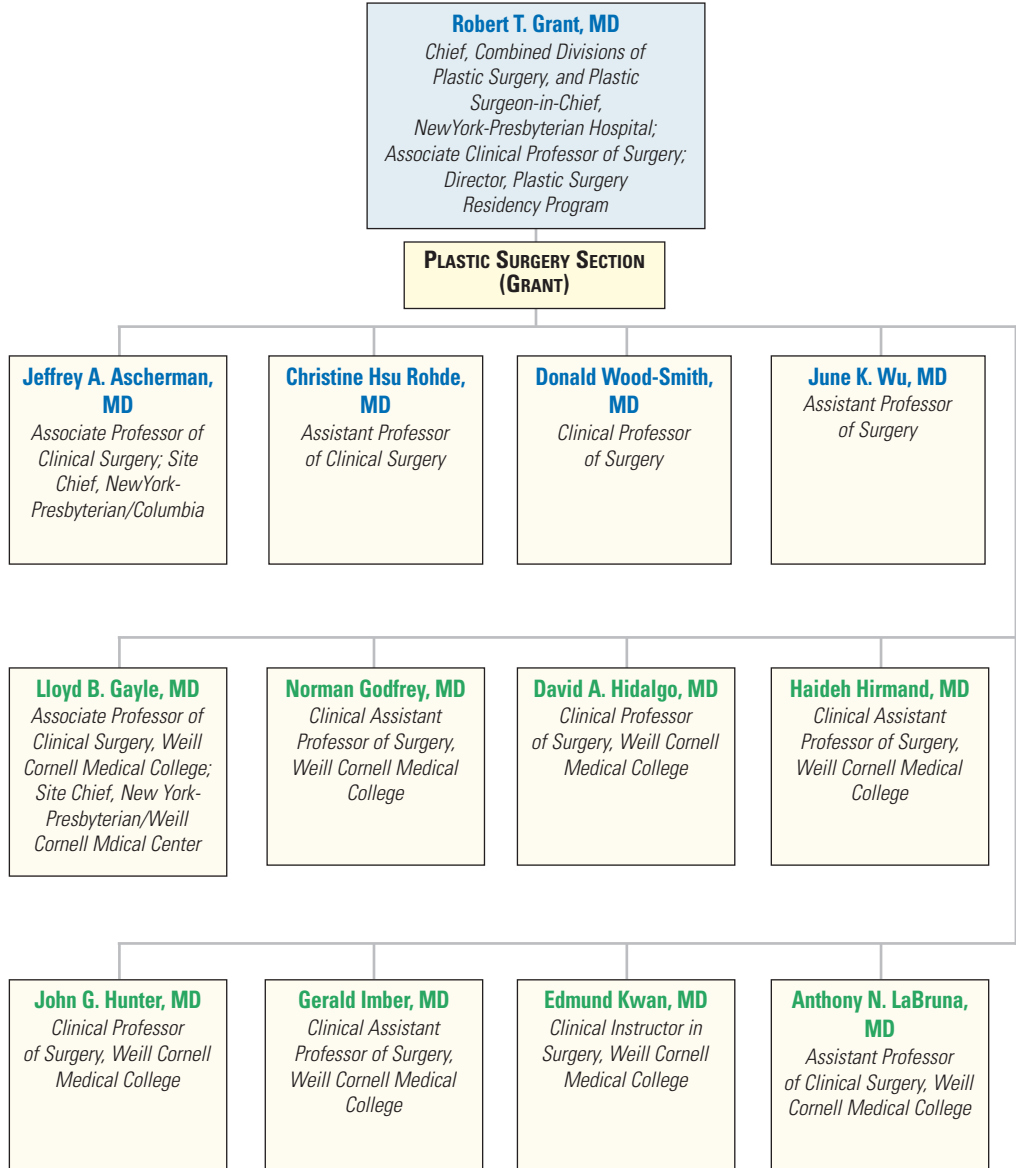 Robert T. Grant, MD
Chief, Combined Divisions of
Plastic Surgery, and Plastic
Surgeon-in-Chief,
NewYork-Presbyterian Hospital;
Associate Clinical Professor of Surgery;
Director, Plastic Surgery
Residency Program
PLASTIC SURGERY SECTION
(GRANT)
Jeffrey A. Ascherman,
MD
Associate Professor of
Clinical Surgery; Site
Chief, NewYork-
Presbyterian/Columbia
Christine Hsu Rohde,
MD
Assistant Professor
of Clinical Surgery
Donald Wood-Smith,
MD
Clinical Professor
of Surgery
June K. Wu, MD
Assistant Professor
of Surgery
Lloyd B. Gayle, MD
Associate Professor of
Clinical Surgery, Weill
Cornell Medical College;
Site Chief, New York-
Presbyterian/Weill
Cornell Mdical Center
Norman Godfrey, MD
Clinical Assistant
Professor of Surgery,
Weill Cornell Medical
College
David A. Hidalgo, MD
Clinical Professor
of Surgery, Weill Cornell
Medical College
Haideh Hirmand, MD
Clinical Assistant
Professor of Surgery,
Weill Cornell Medical
College
John G. Hunter, MD
Clinical Professor
of Surgery, Weill Cornell
Medical College
Gerald Imber, MD
Clinical Assistant
Professor of Surgery,
Weill Cornell Medical
College
Edmund Kwan, MD
Clinical Instructor in
Surgery, Weill Cornell
Medical College
Anthony N. LaBruna,
MD
Assistant Professor
of Clinical Surgery, Weill
Cornell Medical College